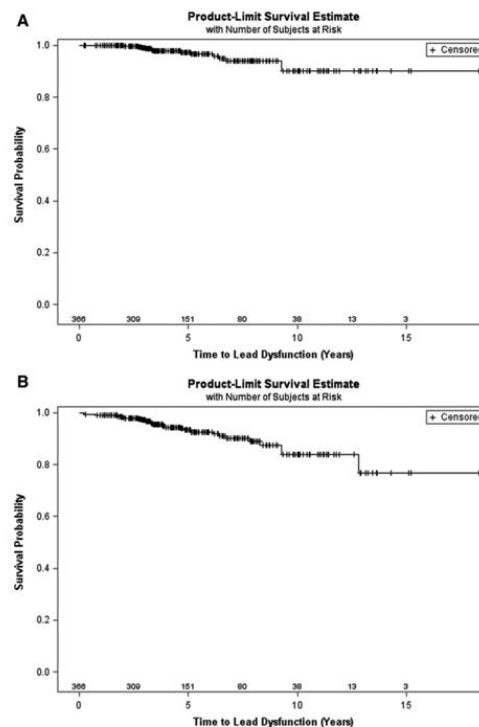 A
Product-Limit Survival Estimate
with Number of Subjects at Risk
+ Censored
Survival Probability
1.0
0.8
0.6
0.4
0.2
0.0
366 309 151 80 38 13 3
0 5 10 15
Time to Lead Dysfunction (Years)
B
Product-Limit Survival Estimate
with Number of Subjects at Risk
+ Censored
Survival Probability
1.0
0.8
0.6
0.4
0.2
0.0
366 309 151 80 38 13 3
0 5 10 15
Time to Lead Dysfunction (Years)